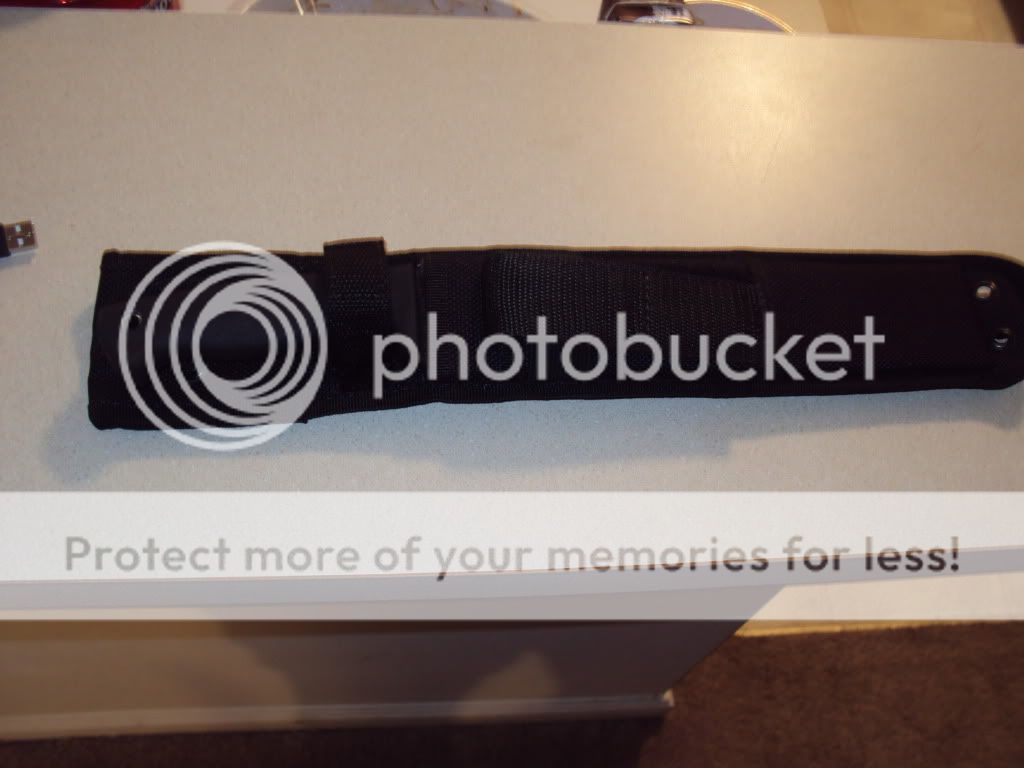 photobucket
Protect more of your memories for less!